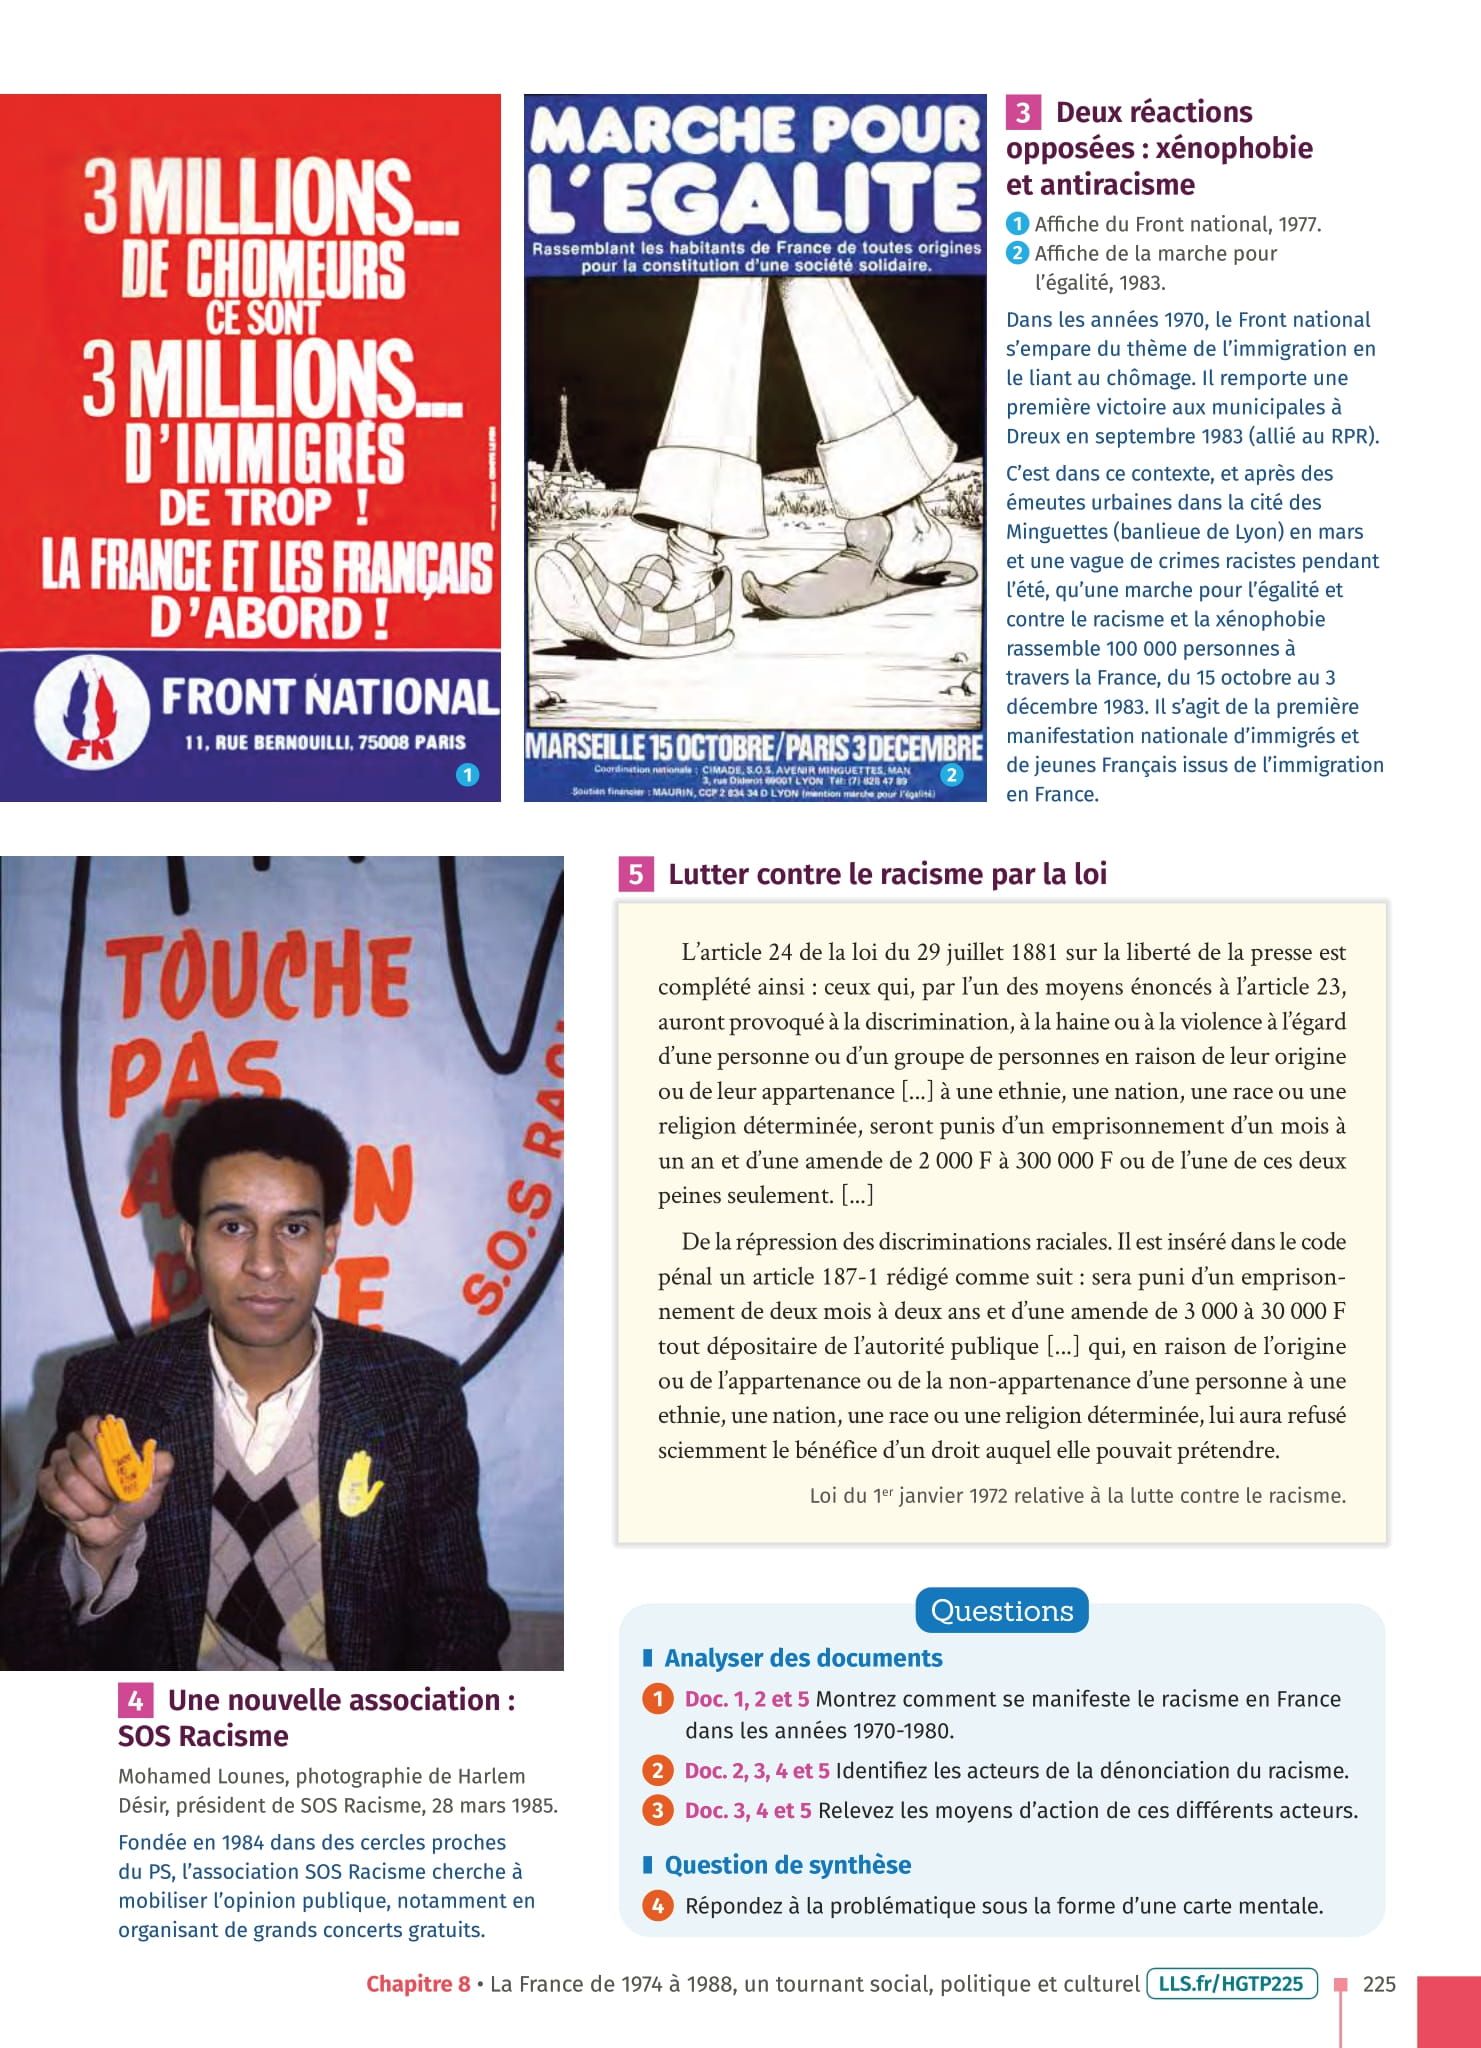 3 MILLIONS...
DE CHOMEURS
CE SONT
3 MILLIONS...
D'IMMIGRÉS
DE TROP !
LA FRANCE ET LES FRANÇAIS
D'ABORD !
FN
FRONT NATIONAL
11, RUE BERNOUILLI, 75008 PARIS
1
MARCHE POUR
L'EGALITE
Rassemblant les habitants de France de toutes origines
pour la constitution d'une société solidaire.
MARSEILLE 15 OCTOBRE/PARIS 3 DECEMBRE
Coordination nationale : CIMADE, S.O.S. AVENIR MINGUETTES, MAN
3, rue Diderot 69001 LYON Tél: (7) 828 47 89
Soutien financier : MAURIN, CCP 2 834 34 D LYON (mention marche pour l'égalité)
2
3 Deux réactions
opposées : xénophobie
et antiracisme
1 Affiche du Front national, 1977.
2 Affiche de la marche pour
l'égalité, 1983.
Dans les années 1970, le Front national
s'empare du thème de l'immigration en
le liant au chômage. Il remporte une
première victoire aux municipales à
Dreux en septembre 1983 (allié au RPR).
C'est dans ce contexte, et après des
émeutes urbaines dans la cité des
Minguettes (banlieue de Lyon) en mars
et une vague de crimes racistes pendant
l'été, qu'une marche pour l'égalité et
contre le racisme et la xénophobie
rassemble 100 000 personnes à
travers la France, du 15 octobre au 3
décembre 1983. Il s'agit de la première
manifestation nationale d'immigrés et
de jeunes Français issus de l'immigration
en France.
TOUCHE
PAS
A N
P TE
S.O.S RACI
4 Une nouvelle association :
SOS Racisme
Mohamed Lounes, photographie de Harlem
Désir, président de SOS Racisme, 28 mars 1985.
Fondée en 1984 dans des cercles proches
du PS, l'association SOS Racisme cherche à
mobiliser l'opinion publique, notamment en
organisant de grands concerts gratuits.
5 Lutter contre le racisme par la loi
L'article 24 de la loi du 29 juillet 1881 sur la liberté de la presse est
complété ainsi : ceux qui, par l'un des moyens énoncés à l'article 23,
auront provoqué à la discrimination, à la haine ou à la violence à l'égard
d'une personne ou d'un groupe de personnes en raison de leur origine
ou de leur appartenance [...] à une ethnie, une nation, une race ou une
religion déterminée, seront punis d'un emprisonnement d'un mois à
un an et d'une amende de 2 000 F à 300 000 F ou de l'une de ces deux
peines seulement. [...]
De la répression des discriminations raciales. Il est inséré dans le code
pénal un article 187-1 rédigé comme suit : sera puni d'un emprison-
nement de deux mois à deux ans et d'une amende de 3 000 à 30 000 F
tout dépositaire de l'autorité publique [...] qui, en raison de l'origine
ou de l'appartenance ou de la non-appartenance d'une personne à une
ethnie, une nation, une race ou une religion déterminée, lui aura refusé
sciemment le bénéfice d'un droit auquel elle pouvait prétendre.
Loi du 1er janvier 1972 relative à la lutte contre le racisme.
Questions
Analyser des documents
1 Doc. 1, 2 et 5 Montrez comment se manifeste le racisme en France
dans les années 1970-1980.
2 Doc. 2, 3, 4 et 5 Identifiez les acteurs de la dénonciation du racisme.
3 Doc. 3, 4 et 5 Relevez les moyens d'action de ces différents acteurs.
Question de synthèse
4 Répondez à la problématique sous la forme d'une carte mentale.
Chapitre 8 • La France de 1974 à 1988, un tournant social, politique et culturel LLS.fr/HGTP225 225